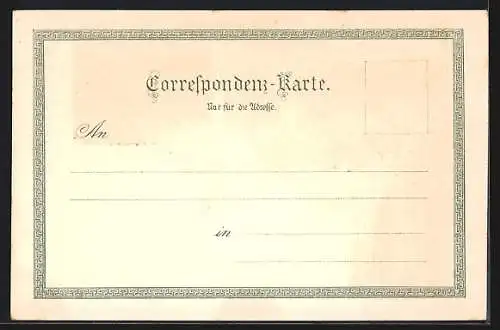 Correspondenz-Karte.
Nur für die Adresse.
An
in